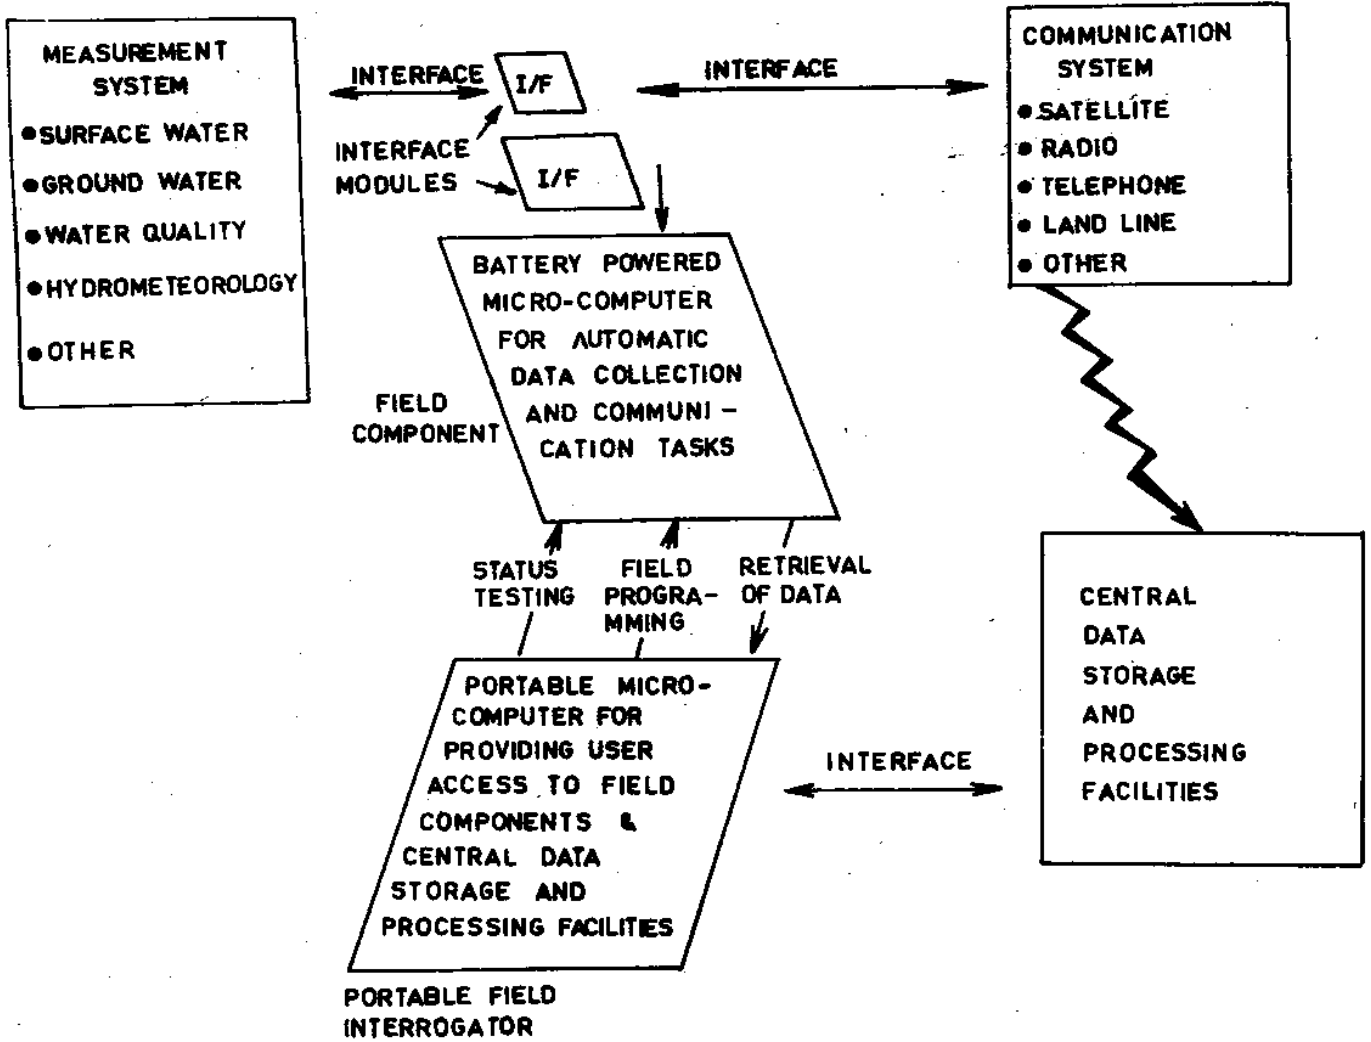 MEASUREMENT
SYSTEM
● SURFACE WATER
● GROUND WATER
● WATER QUALITY
● HYDROMETEOROLOGY
● OTHER
INTERFACE
I/F
INTERFACE
INTERFACE
MODULES
I/F
COMMUNICATION
SYSTEM
● SATELLITE
● RADIO
● TELEPHONE
● LAND LINE
● OTHER
BATTERY POWERED
MICRO-COMPUTER
FOR AUTOMATIC
DATA COLLECTION
AND COMMUNI-
CATION TASKS
FIELD
COMPONENT
STATUS
TESTING
FIELD
PROGRA-
MMING
RETRIEVAL
OF DATA
PORTABLE MICRO-
COMPUTER FOR
PROVIDING USER
ACCESS TO FIELD
COMPONENTS &
CENTRAL DATA
STORAGE AND
PROCESSING FACILITIES
PORTABLE FIELD
INTERROGATOR
INTERFACE
CENTRAL
DATA
STORAGE
AND
PROCESSING
FACILITIES